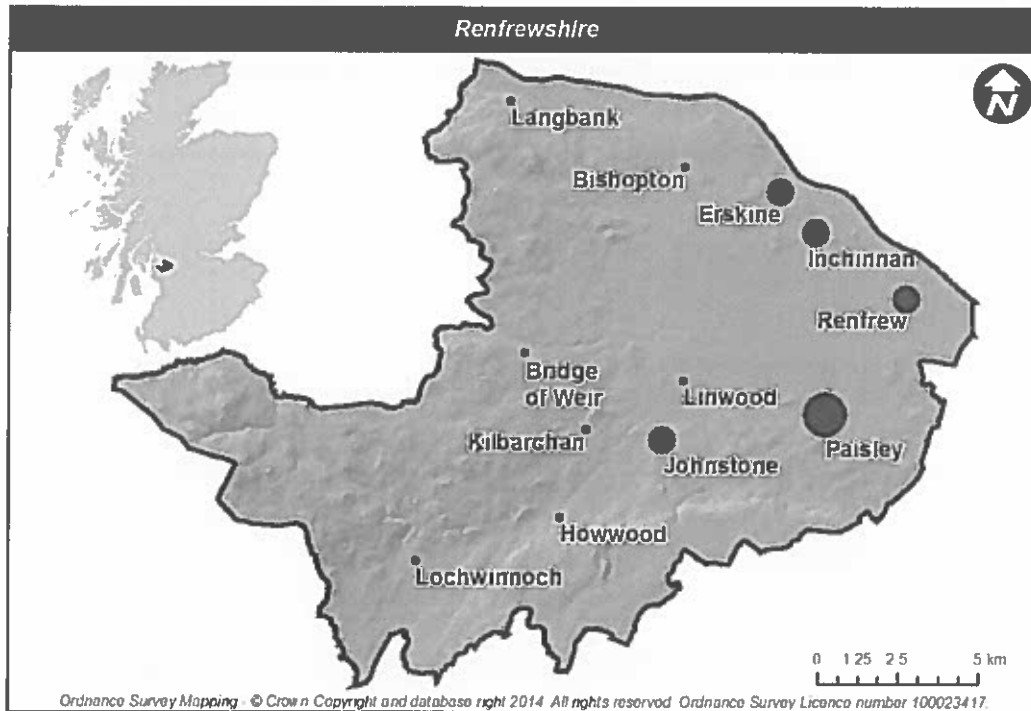 Renfrewshire
N
Langbank
Bishopton
Erskine
Inchinnan
Renfrew
Bridge
of Weir
Linwood
Kilbarchan
Johnstone
Paisley
Howwood
Lochwinnoch
0 1.25 2.5 5 km
Ordnance Survey Mapping - © Crown Copyright and database right 2014. All rights reserved. Ordnance Survey Licence number 100023417.